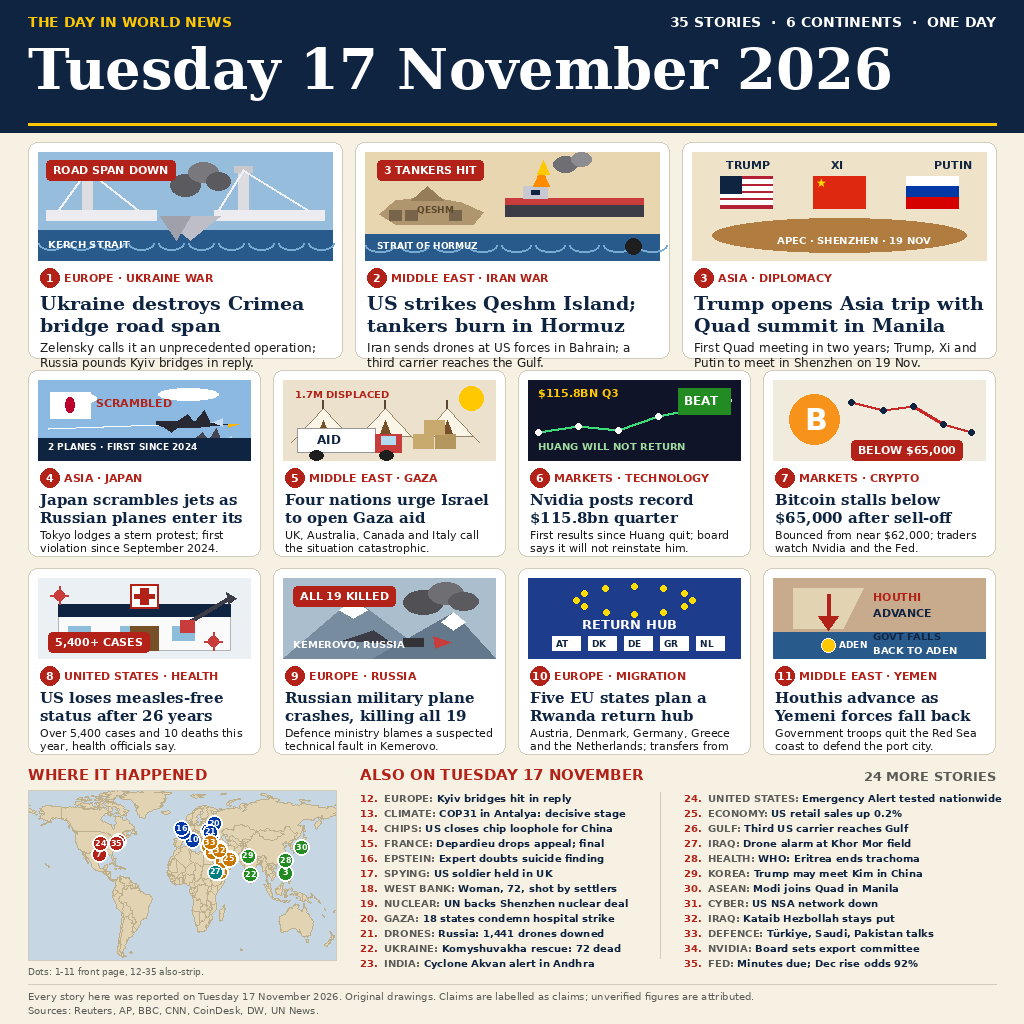 THE DAY IN WORLD NEWS
35 STORIES · 6 CONTINENTS · ONE DAY
Tuesday 17 November 2026
ROAD SPAN DOWN
KERCH STRAIT
1 EUROPE · UKRAINE WAR
Ukraine destroys Crimea
bridge road span
Zelensky calls it an unprecedented operation;
Russia pounds Kyiv bridges in reply.
3 TANKERS HIT
QESHM
STRAIT OF HORMUZ
2 MIDDLE EAST · IRAN WAR
US strikes Qeshm Island;
tankers burn in Hormuz
Iran sends drones at US forces in Bahrain; a
third carrier reaches the Gulf.
TRUMP XI PUTIN
APEC · SHENZHEN · 19 NOV
3 ASIA · DIPLOMACY
Trump opens Asia trip with
Quad summit in Manila
First Quad meeting in two years; Trump, Xi and
Putin to meet in Shenzhen on 19 Nov.
SCRAMBLED
2 PLANES · FIRST SINCE 2024
4 ASIA · JAPAN
Japan scrambles jets as
Russian planes enter its
Tokyo lodges a stern protest; first
violation since September 2024.
1.7M DISPLACED
AID
5 MIDDLE EAST · GAZA
Four nations urge Israel
to open Gaza aid
UK, Australia, Canada and Italy call
the situation catastrophic.
$115.8BN Q3
BEAT
HUANG WILL NOT RETURN
6 MARKETS · TECHNOLOGY
Nvidia posts record
$115.8bn quarter
First results since Huang quit; board
says it will not reinstate him.
B
BELOW $65,000
7 MARKETS · CRYPTO
Bitcoin stalls below
$65,000 after sell-off
Bounced from near $62,000; traders
watch Nvidia and the Fed.
5,400+ CASES
8 UNITED STATES · HEALTH
US loses measles-free
status after 26 years
Over 5,400 cases and 10 deaths this
year, health officials say.
ALL 19 KILLED
KEMEROVO, RUSSIA
9 EUROPE · RUSSIA
Russian military plane
crashes, killing all 19
Defence ministry blames a suspected
technical fault in Kemerovo.
RETURN HUB
AT DK DE GR NL
10 EUROPE · MIGRATION
Five EU states plan a
Rwanda return hub
Austria, Denmark, Germany, Greece
and the Netherlands; transfers from
HOUTHI
ADVANCE
GOVT FALLS
BACK TO ADEN
ADEN
11 MIDDLE EAST · YEMEN
Houthis advance as
Yemeni forces fall back
Government troops quit the Red Sea
coast to defend the port city.
WHERE IT HAPPENED
16 20 21 33 30 24 35 7 29 25 28 27 22 3
Dots: 1-11 front page, 12-35 also-strip.
ALSO ON TUESDAY 17 NOVEMBER
24 MORE STORIES
12. EUROPE: Kyiv bridges hit in reply
13. CLIMATE: COP31 in Antalya: decisive stage
14. CHIPS: US closes chip loophole for China
15. FRANCE: Depardieu drops appeal; final
16. EPSTEIN: Expert doubts suicide finding
17. SPYING: US soldier held in UK
18. WEST BANK: Woman, 72, shot by settlers
19. NUCLEAR: UN backs Shenzhen nuclear deal
20. GAZA: 18 states condemn hospital strike
21. DRONES: Russia: 1,441 drones downed
22. UKRAINE: Komyshuvakha rescue: 72 dead
23. INDIA: Cyclone Akvan alert in Andhra
24. UNITED STATES: Emergency Alert tested nationwide
25. ECONOMY: US retail sales up 0.2%
26. GULF: Third US carrier reaches Gulf
27. IRAQ: Drone alarm at Khor Mor field
28. HEALTH: WHO: Eritrea ends trachoma
29. KOREA: Trump may meet Kim in China
30. ASEAN: Modi joins Quad in Manila
31. CYBER: US NSA network down
32. IRAQ: Kataib Hezbollah stays put
33. DEFENCE: Türkiye, Saudi, Pakistan talks
34. NVIDIA: Board sets export committee
35. FED: Minutes due; Dec rise odds 92%
Every story here was reported on Tuesday 17 November 2026. Original drawings. Claims are labelled as claims; unverified figures are attributed.
Sources: Reuters, AP, BBC, CNN, CoinDesk, DW, UN News.